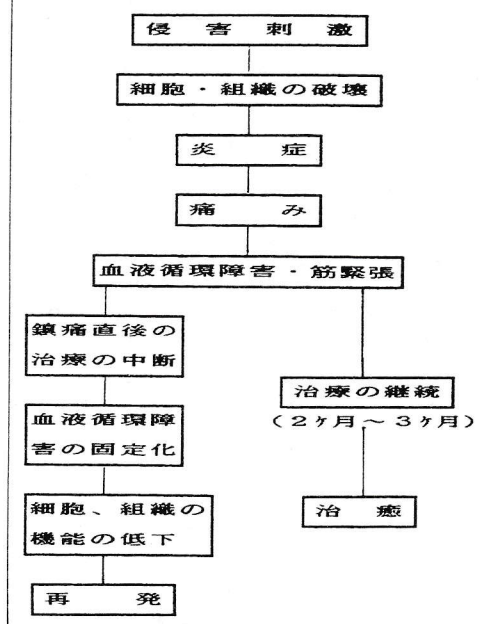 侵害刺激
細胞・組織の破壊
炎症
痛み
血液循環障害・筋緊張
鎮痛直後の
治療の中断
血液循環障
害の固定化
細胞、組織の
機能の低下
再発
治療の継続
（２ヶ月～３ヶ月）
治癒